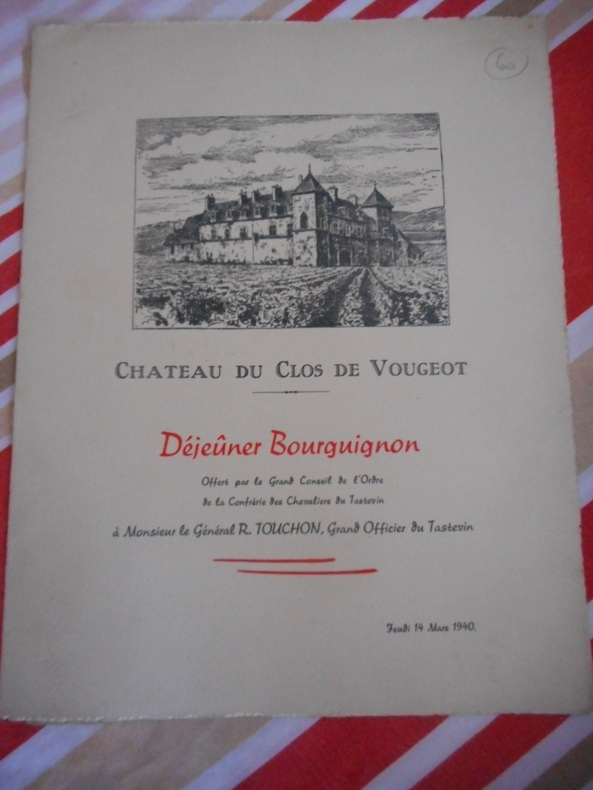 60
CHATEAU DU CLOS DE VOUGEOT
Déjeûner Bourguignon
Offert par le Grand Conseil de l'Ordre
de la Confrérie des Chevaliers du Tastevin
à Monsieur le Général R. TOUCHON, Grand Officier du Tastevin
Jeudi 14 Mars 1940.